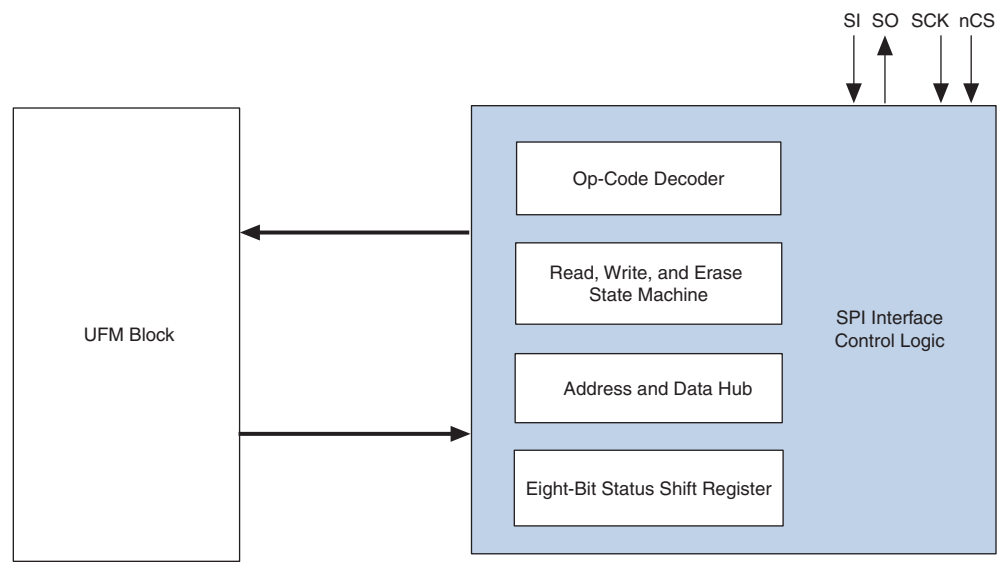 SI SO SCK nCS
Op-Code Decoder
Read, Write, and Erase
State Machine
UFM Block
SPI Interface
Control Logic
Address and Data Hub
Eight-Bit Status Shift Register